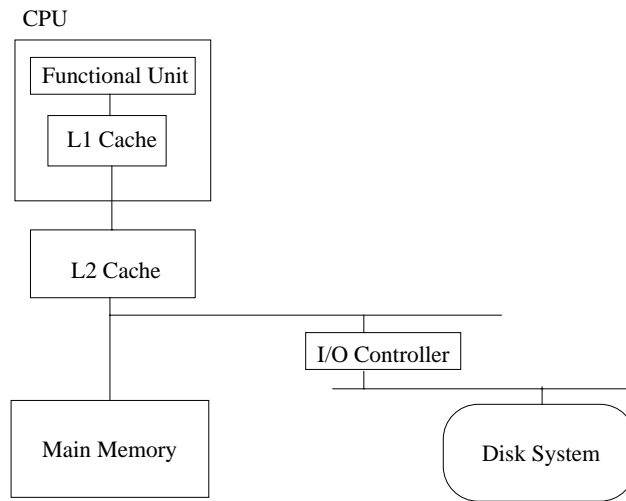 CPU
Functional Unit
L1 Cache
L2 Cache
I/O Controller
Main Memory
Disk System